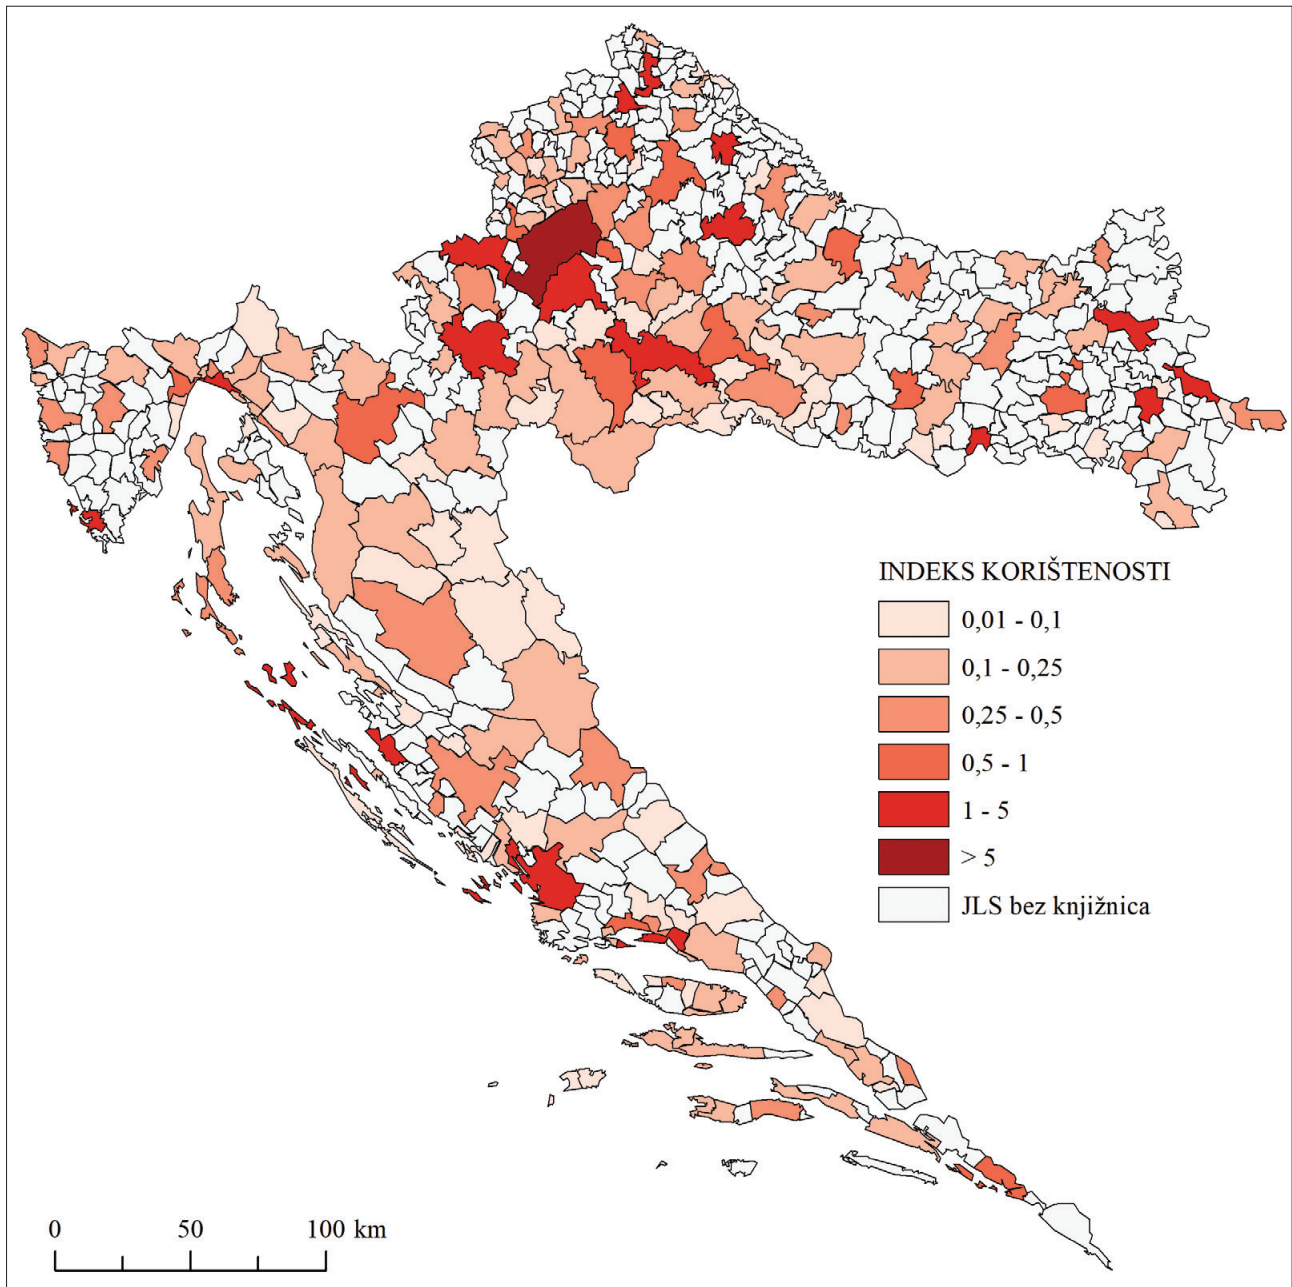 INDEKS KORIŠTENOSTI
0,01 - 0,1
0,1 - 0,25
0,25 - 0,5
0,5 - 1
1 - 5
> 5
JLS bez knjižnica
0 50 100 km